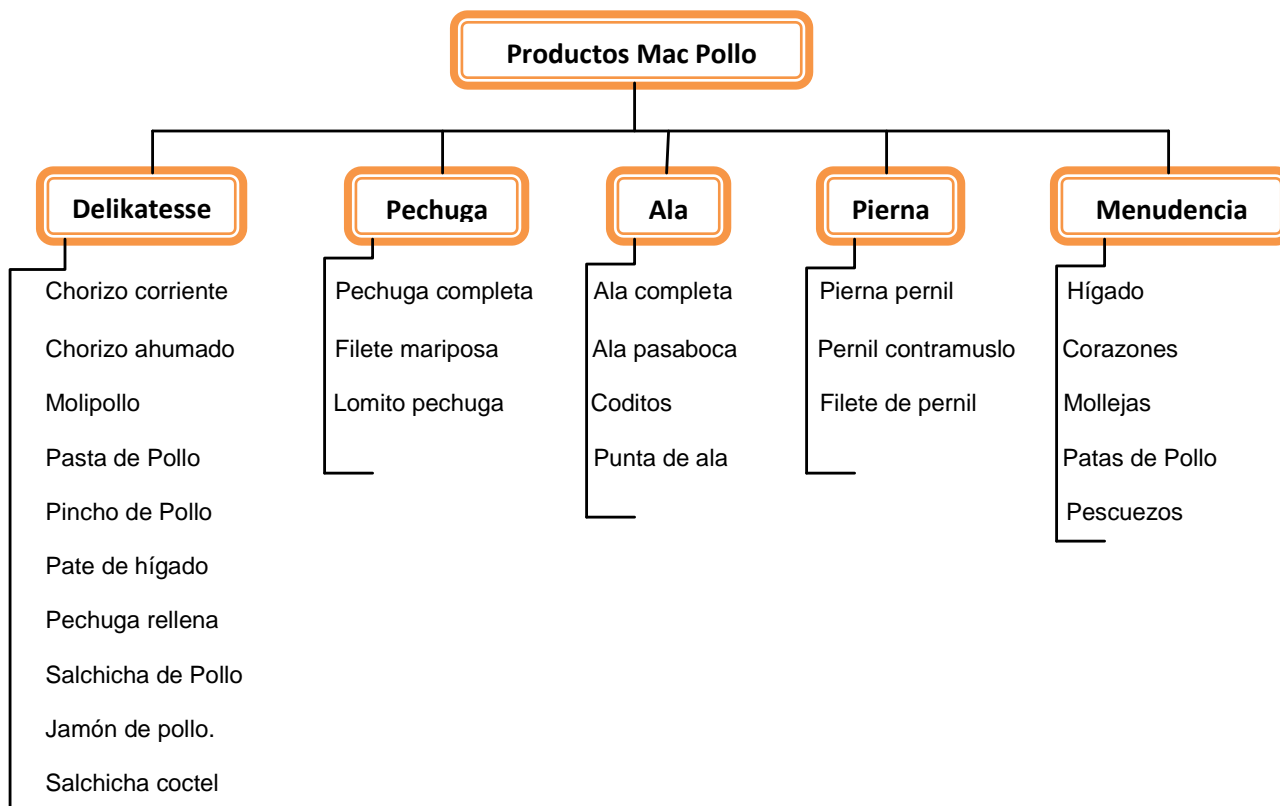 Productos Mac Pollo
Delikatesse
Pechuga
Ala
Pierna
Menudencia
Chorizo corriente
Chorizo ahumado
Molipollo
Pasta de Pollo
Pincho de Pollo
Pate de hígado
Pechuga rellena
Salchicha de Pollo
Jamón de pollo.
Salchicha coctel
Pechuga completa
Filete mariposa
Lomito pechuga
Ala completa
Ala pasaboca
Coditos
Punta de ala
Pierna pernil
Pernil contramuslo
Filete de pernil
Hígado
Corazones
Mollejas
Patas de Pollo
Pescuezos